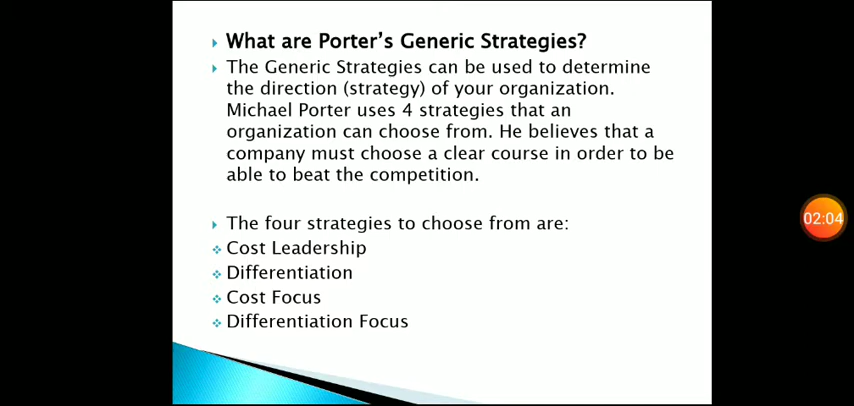 What are Porter's Generic Strategies?
The Generic Strategies can be used to determine
the direction (strategy) of your organization.
Michael Porter uses 4 strategies that an
organization can choose from. He believes that a
company must choose a clear course in order to be
able to beat the competition.
The four strategies to choose from are:
Cost Leadership
Differentiation
Cost Focus
Differentiation Focus
02:04